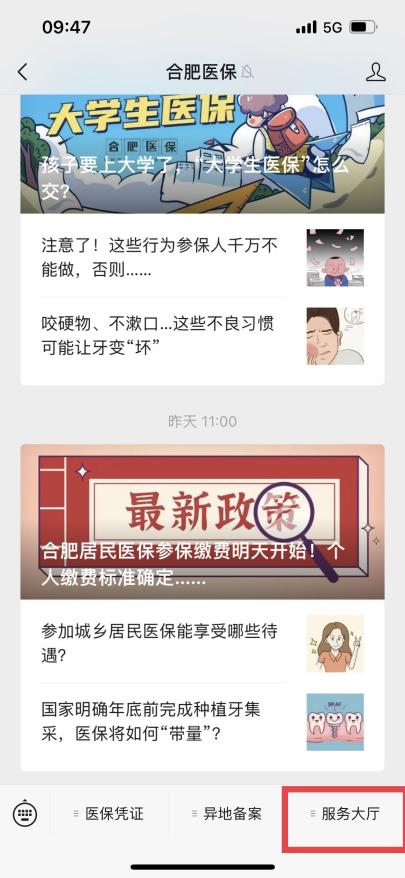 09:47
5G
合肥医保
大学生医保
合肥医保
孩子要上大学了，“大学生医保”怎么
交？
注意了！这些行为参保人千万不
能做，否则......
咬硬物、不漱口...这些不良习惯
可能让牙变“坏”
昨天 11:00
最新政策
合肥居民医保参保缴费明天开始！个
人缴费标准确定......
参加城乡居民医保能享受哪些待
遇？
国家明确年底前完成种植牙集
采，医保将如何“带量”？
医保凭证
异地备案
服务大厅